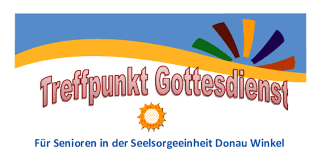 Treffpunkt Gottesdienst
Für Senioren in der Seelsorgeeinheit Donau Winkel